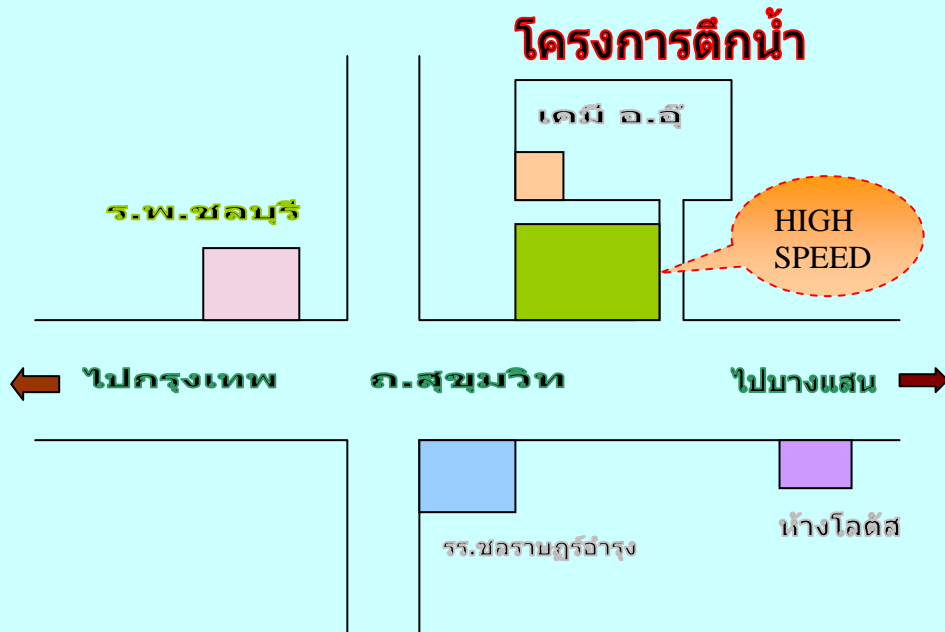 โครงการตึกน้ำ
เคมี อ.อุ๊
ร.พ.ชลบุรี
HIGH
SPEED
ไปกรุงเทพ
ถ.สุขุมวิท
ไปบางแสน
ห้างโลตัส
รร.ชลราษฎร์อำรุง